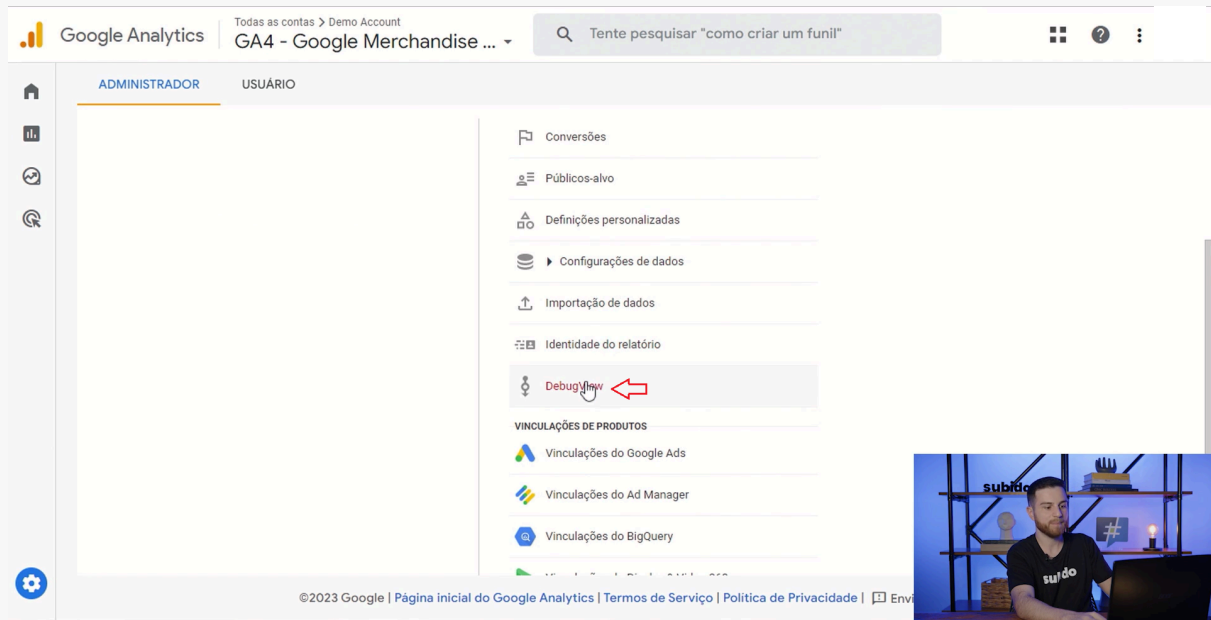 Todas as contas > Demo Account
Google Analytics
GA4 - Google Merchandise ...
Tente pesquisar "como criar um funil"
ADMINISTRADOR
USUÁRIO
Conversões
Públicos-alvo
Definições personalizadas
Configurações de dados
Importação de dados
Identidade do relatório
DebugView
VINCULAÇÕES DE PRODUTOS
Vinculações do Google Ads
Vinculações do Ad Manager
Vinculações do BigQuery
©2023 Google | Página inicial do Google Analytics | Termos de Serviço | Política de Privacidade | Envi
subido
#
subido